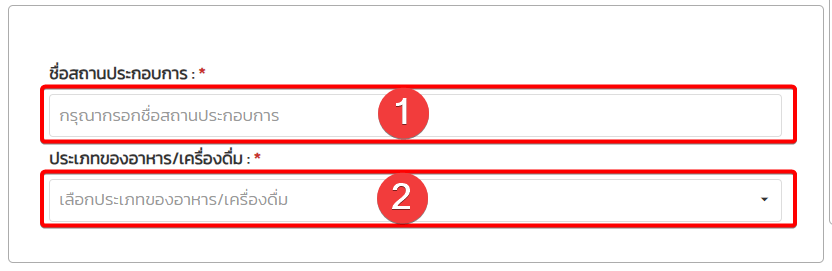 ชื่อสถานประกอบการ : *
กรุณากรอกชื่อสถานประกอบการ
1
ประเภทของอาหาร/เครื่องดื่ม : *
เลือกประเภทของอาหาร/เครื่องดื่ม
2